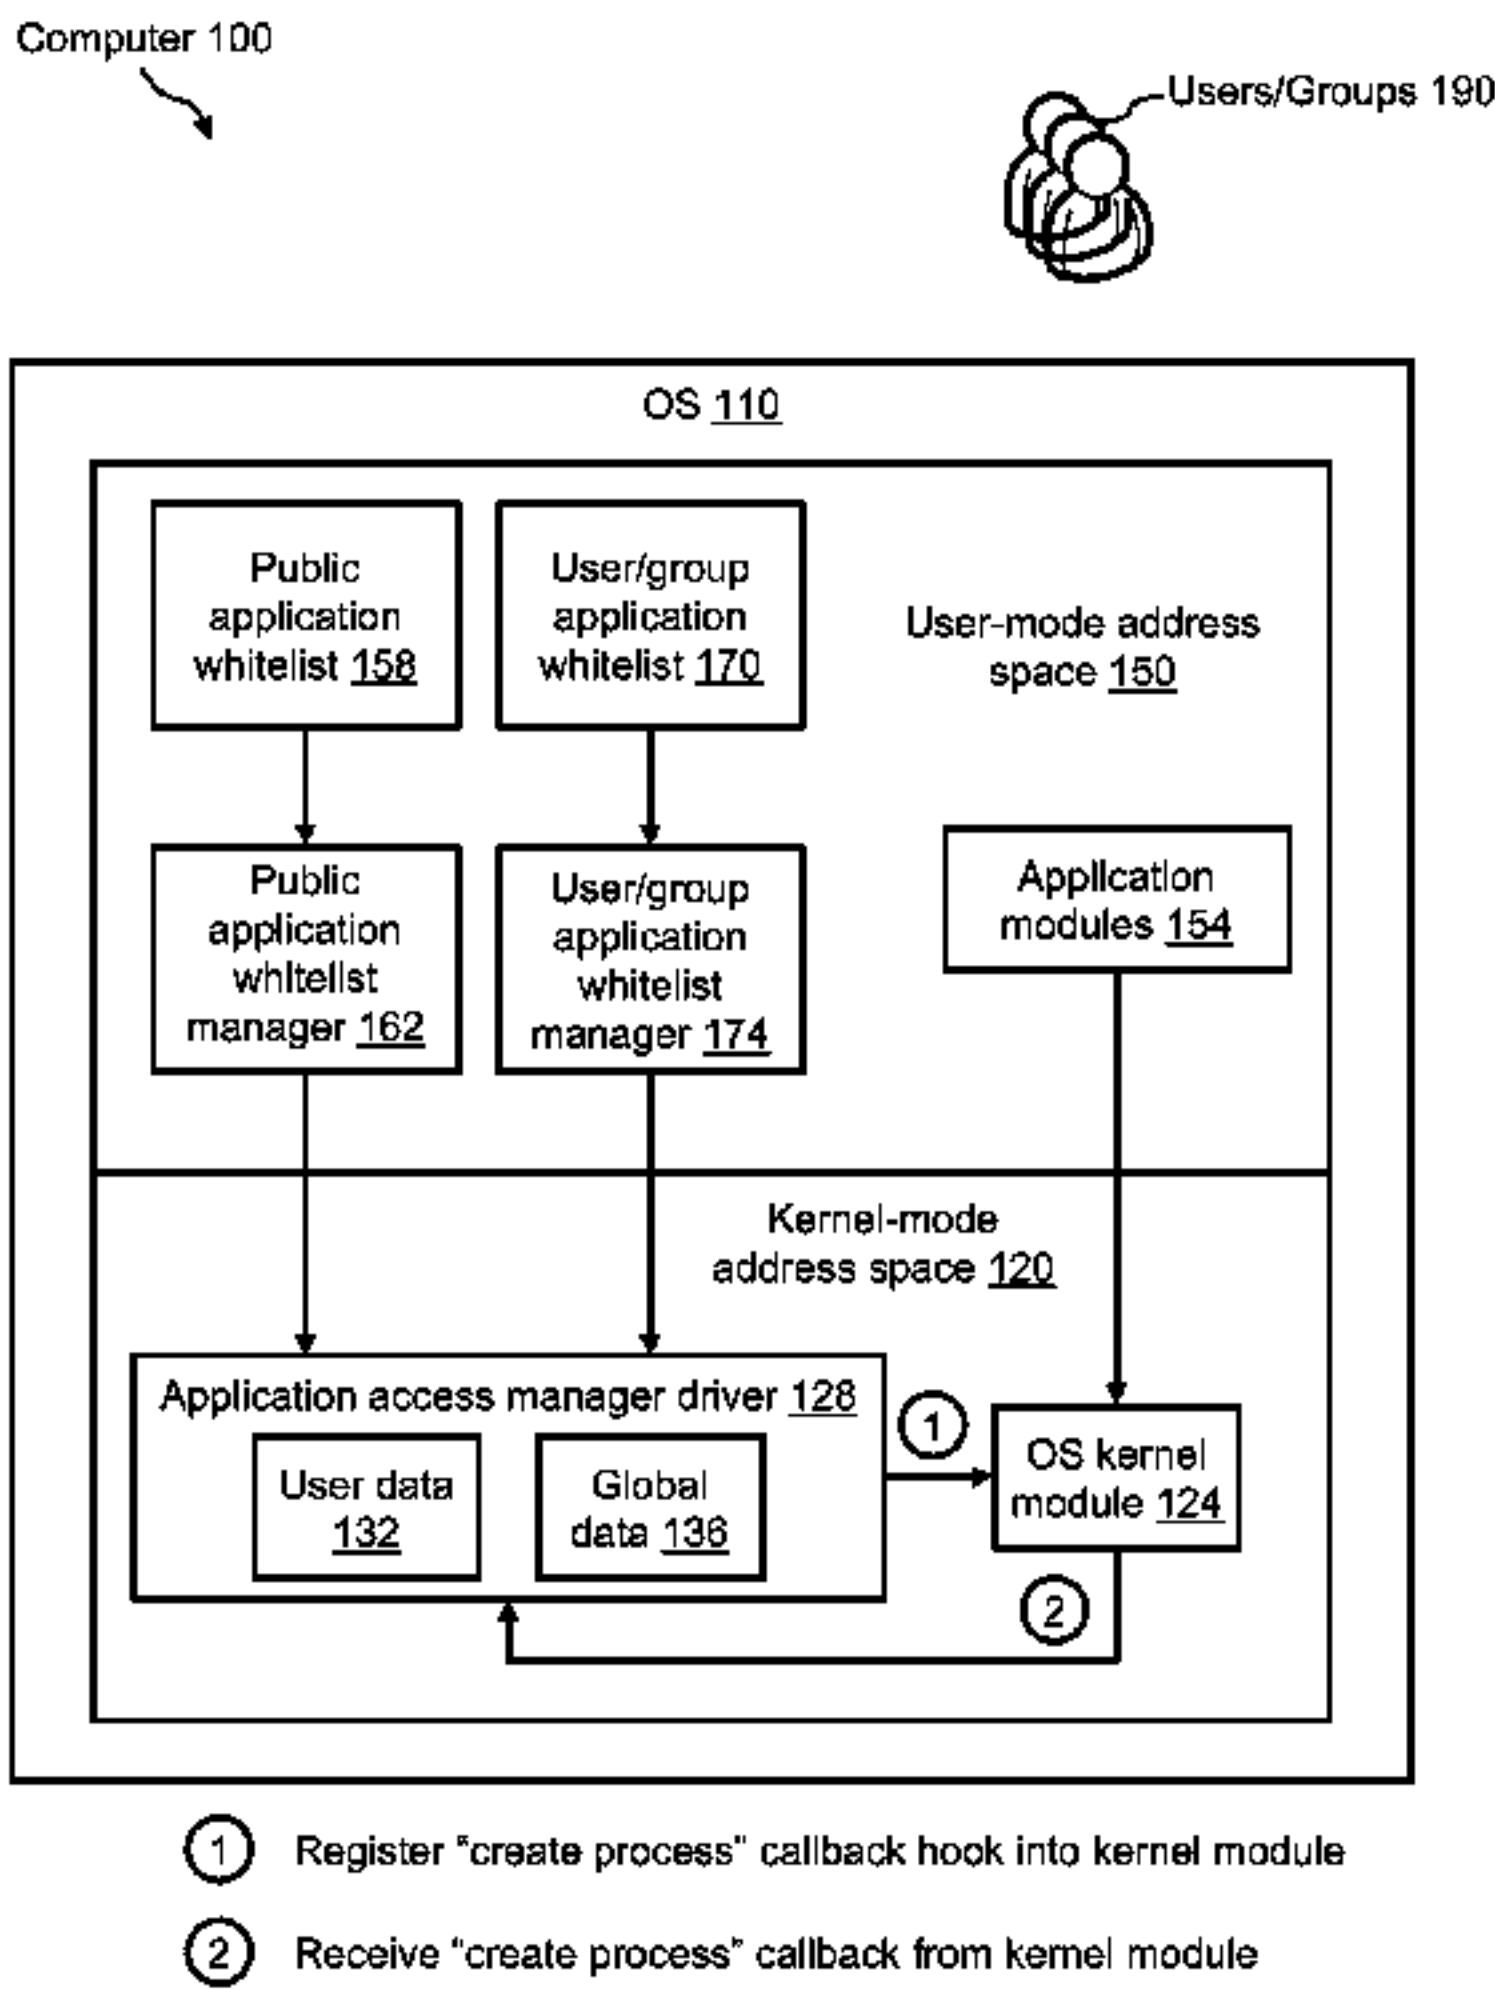 Computer 100
Users/Groups 190
OS 110
Public
application
whitelist 158
User/group
application
whitelist 170
User-mode address
space 150
Public
application
whitelist
manager 162
User/group
application
whitelist
manager 174
Application
modules 154
Kernel-mode
address space 120
Application access manager driver 128
User data
132
Global
data 136
1
OS kernel
module 124
2
1 Register "create process" callback hook into kernel module
2 Receive "create process" callback from kernel module